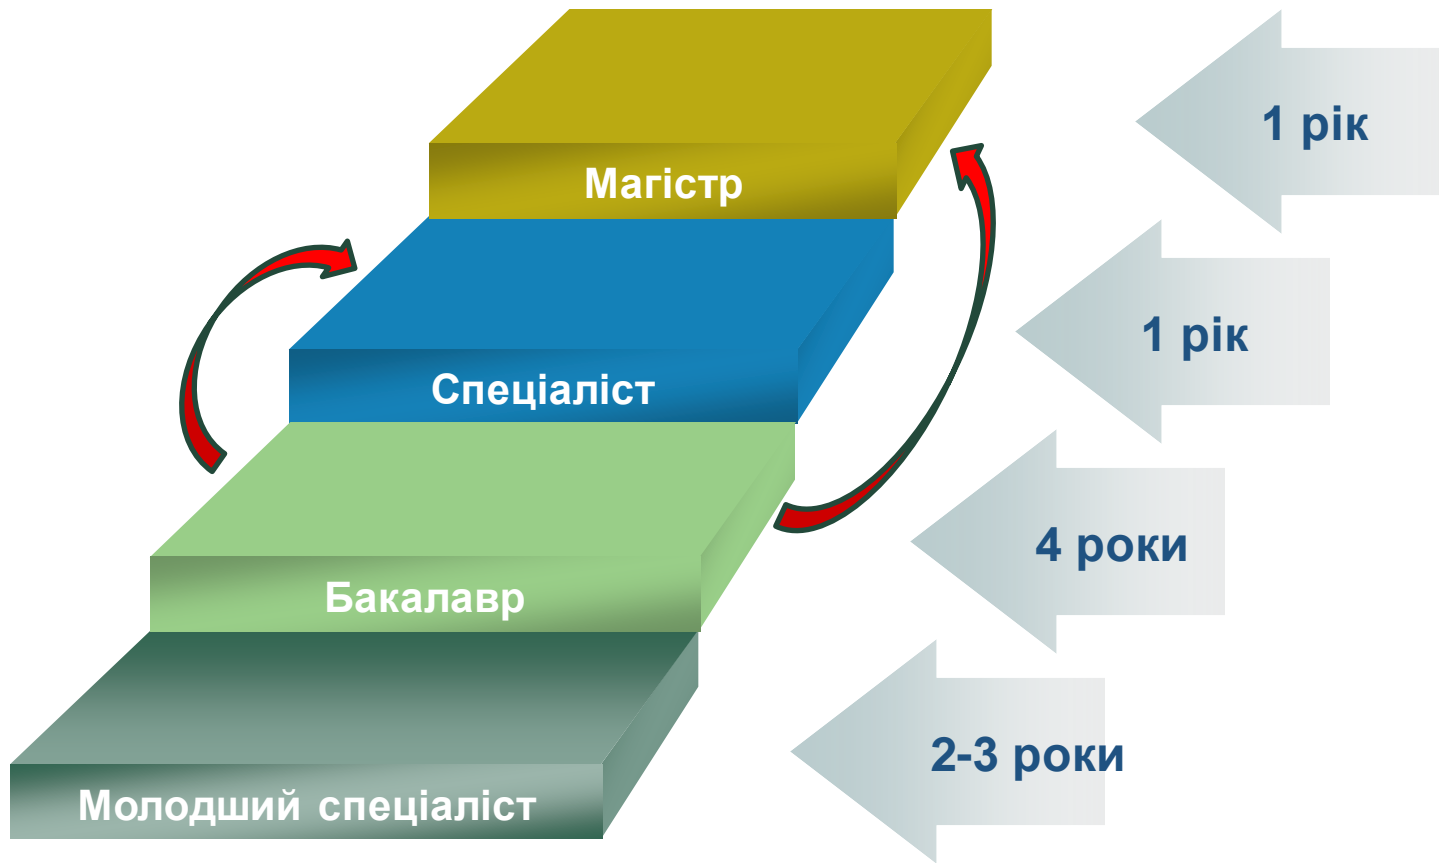 Магістр
1 рік
Спеціаліст
1 рік
Бакалавр
4 роки
Молодший спеціаліст
2-3 роки